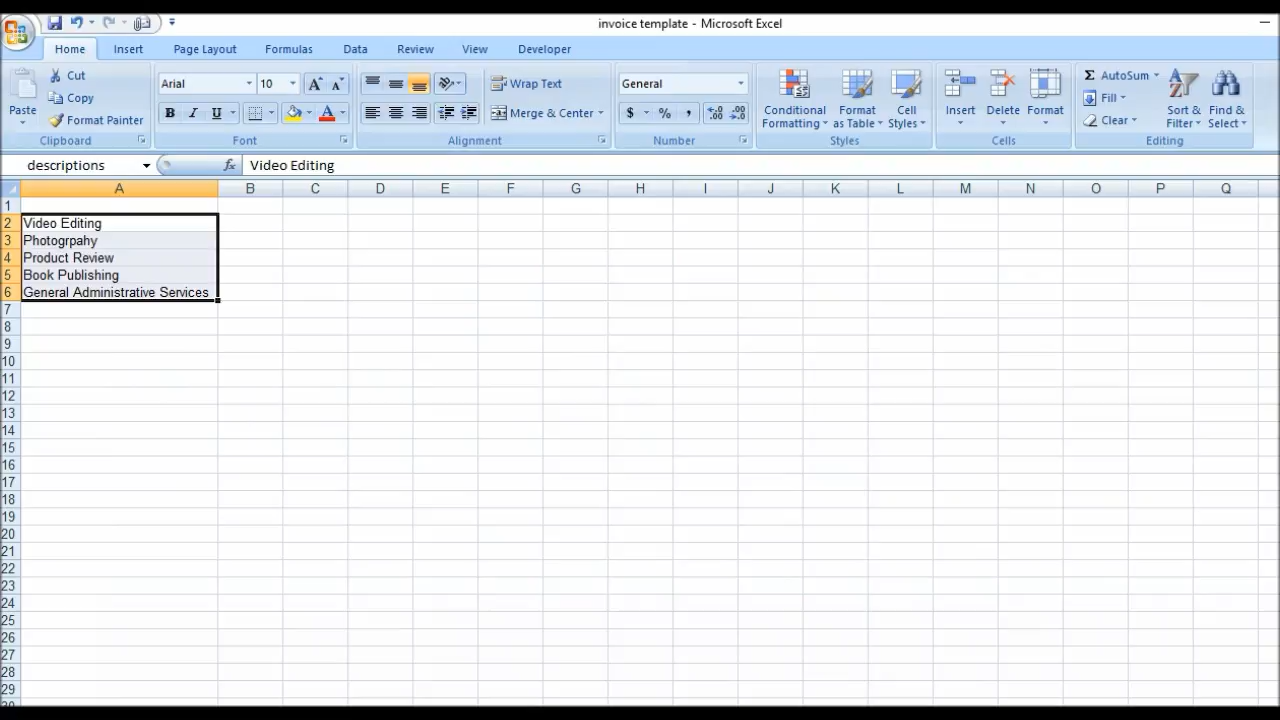 invoice template - Microsoft Excel
Home Insert Page Layout Formulas Data Review View Developer
Paste
Cut
Copy
Format Painter
Clipboard
Arial 10
B I U
Font
Wrap Text
Merge & Center
Alignment
General
$ % ,
Number
Conditional Formatting
Format as Table
Cell Styles
Styles
Insert
Delete
Format
Cells
Σ AutoSum
Fill
Clear
Sort & Filter
Find & Select
Editing
descriptions fx Video Editing
A B C D E F G H I J K L M N O P Q
1
2 Video Editing
3 Photogrpahy
4 Product Review
5 Book Publishing
6 General Administrative Services
7
8
9
10
11
12
13
14
15
16
17
18
19
20
21
22
23
24
25
26
27
28
29
30